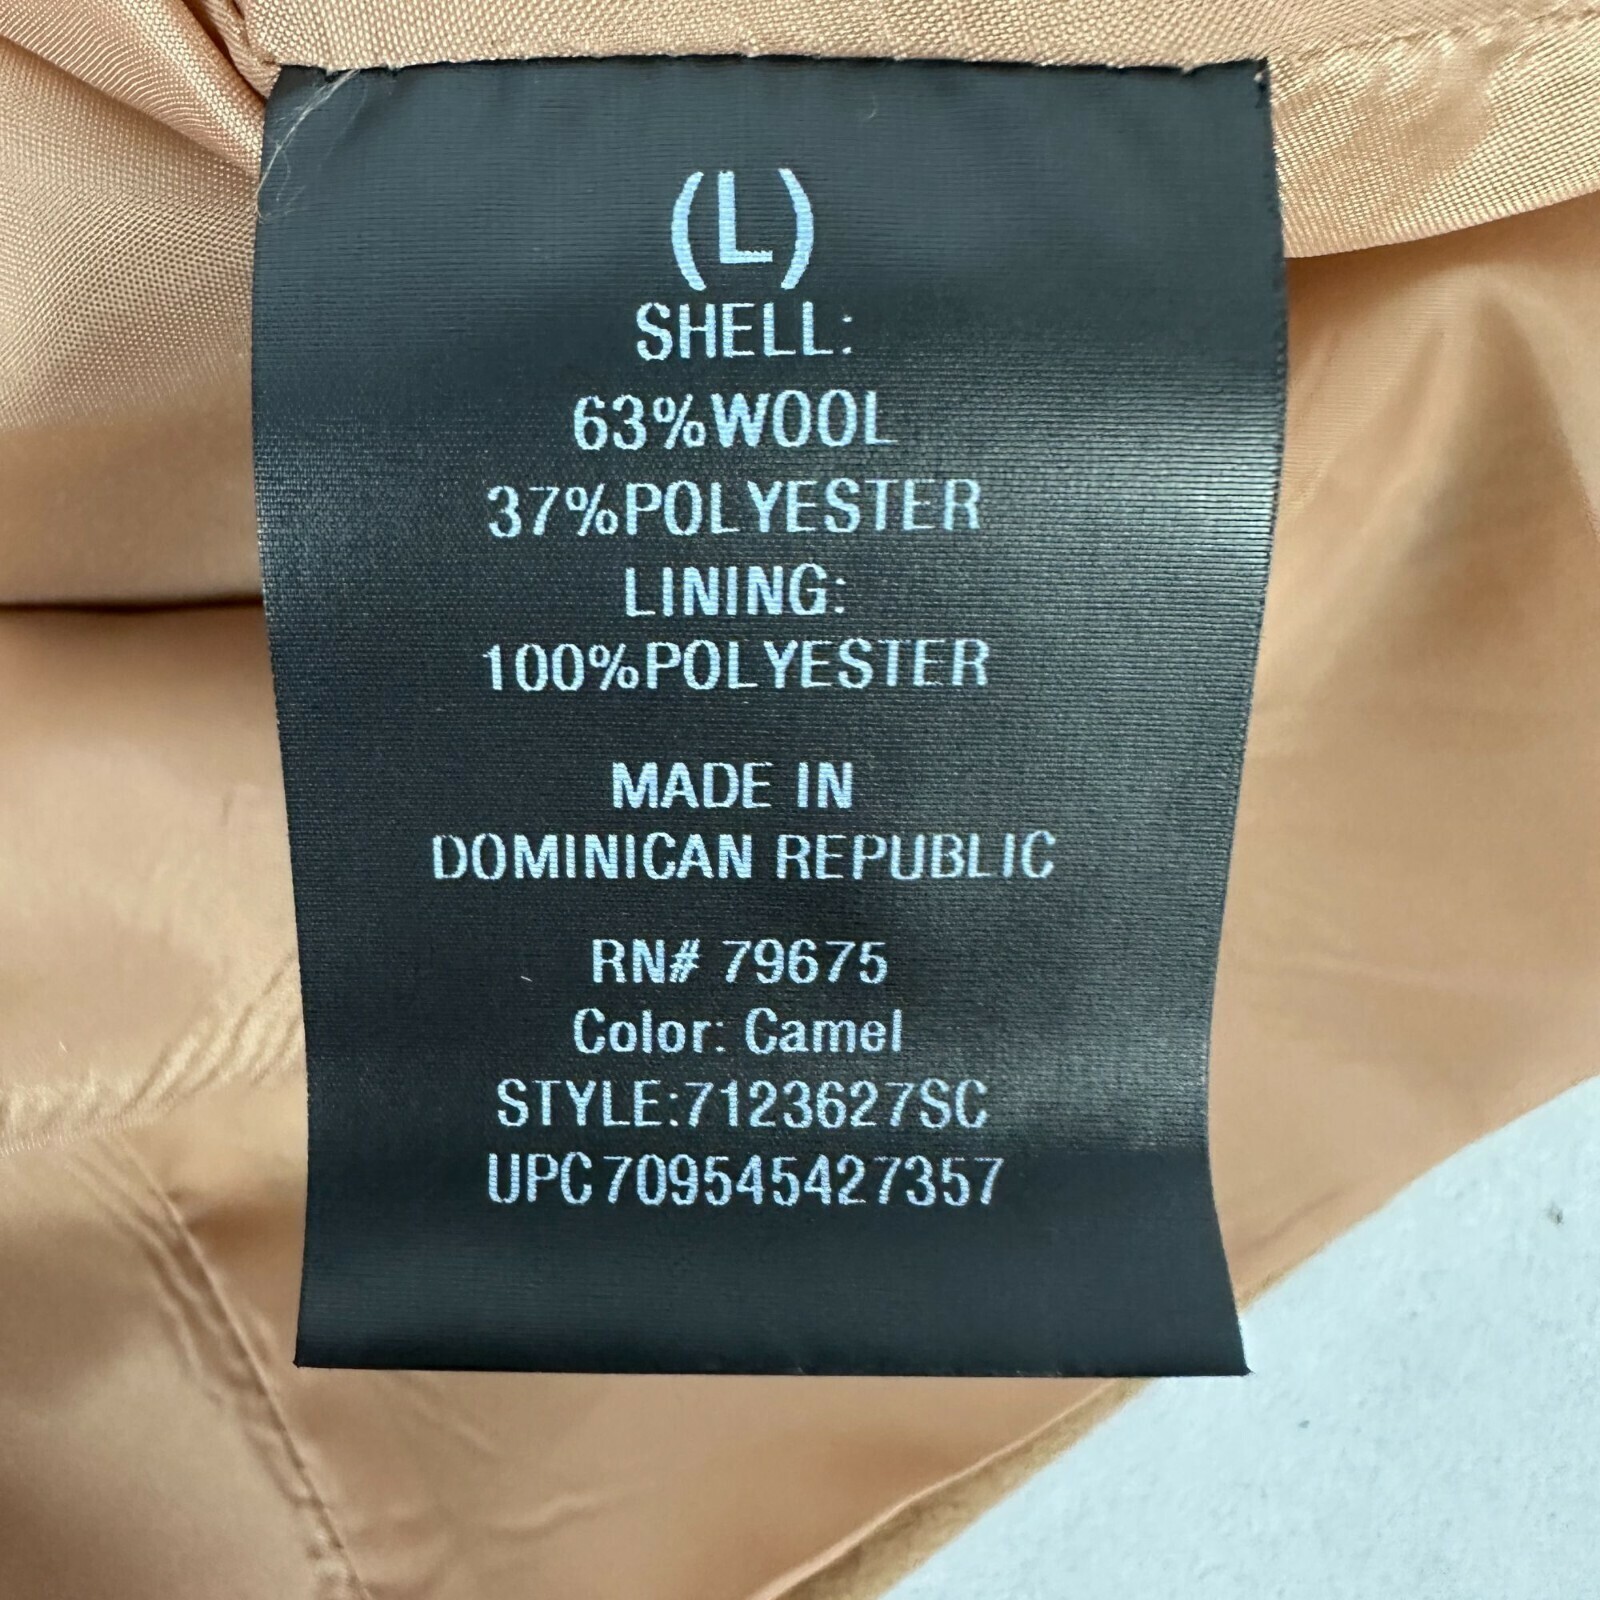 (L)
SHELL:
63%WOOL
37%POLYESTER
LINING:
100%POLYESTER
MADE IN
DOMINICAN REPUBLIC
RN# 79675
Color: Camel
STYLE:7123627SC
UPC709545427357